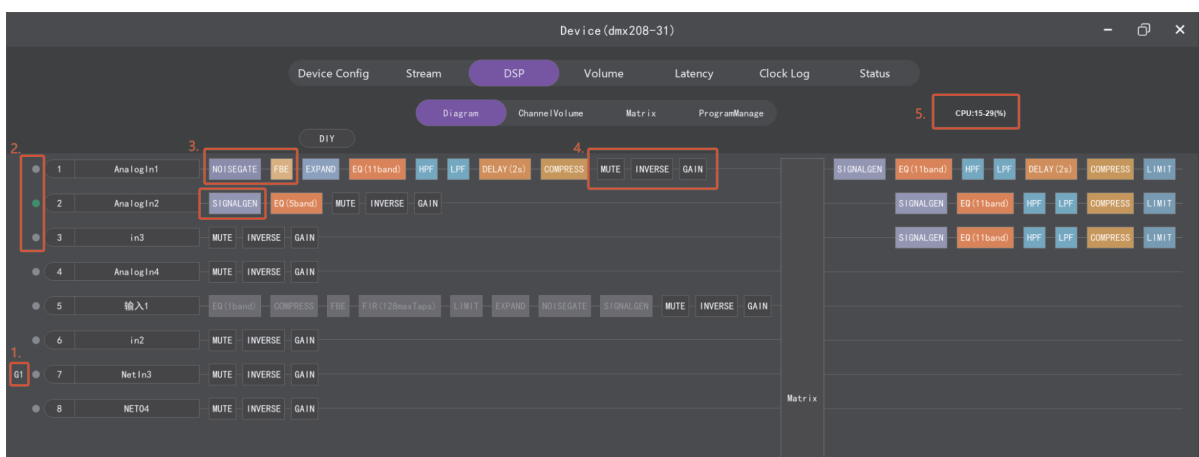 Device(dmx208-31)
Device Config Stream DSP Volume Latency Clock Log Status
Diagram ChannelVolume Matrix ProgramManage
5. CPU:15-29(%)
DIY
2. 3. 4.
1 AnalogIn1 NOISEGATE FBE EXPAND EQ(11band) HPF LPF DELAY(2s) COMPRESS MUTE INVERSE GAIN SIGNALGEN EQ(11band) HPF LPF DELAY(2s) COMPRESS LIMIT
2 AnalogIn2 SIGNALGEN EQ(5band) MUTE INVERSE GAIN SIGNALGEN EQ(11band) HPF LPF COMPRESS LIMIT
3 in3 MUTE INVERSE GAIN SIGNALGEN EQ(11band) HPF LPF COMPRESS LIMIT
4 AnalogIn4 MUTE INVERSE GAIN
5 输入1 EQ(1band) COMPRESS FBE FIR(128maxTaps) LIMIT EXPAND NOISEGATE SIGNALGEN MUTE INVERSE GAIN
6 in2 MUTE INVERSE GAIN
1.
G1 7 NetIn3 MUTE INVERSE GAIN
Matrix
8 NET04 MUTE INVERSE GAIN